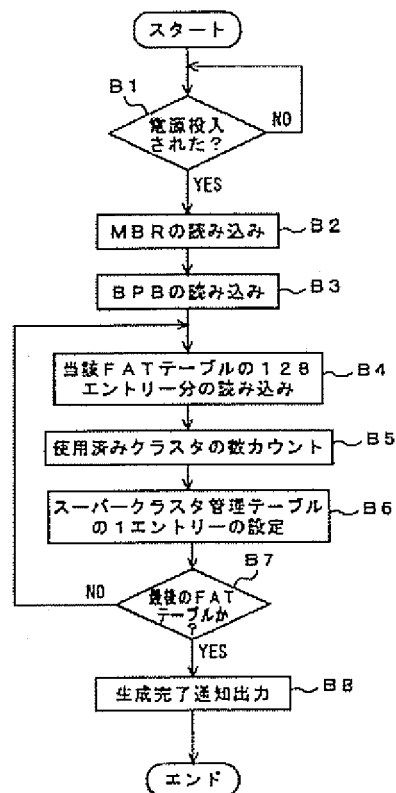 スタート
B1
電源投入
された?
NO
YES
MBRの読み込み
B2
BPBの読み込み
B3
当該FATテーブルの128
エントリー分の読み込み
B4
使用済みクラスタの数カウント
B5
スーパークラスタ管理テーブル
の1エントリーの設定
B6
B7
最後のFAT
テーブルか
?
NO
YES
生成完了通知出力
B8
エンド